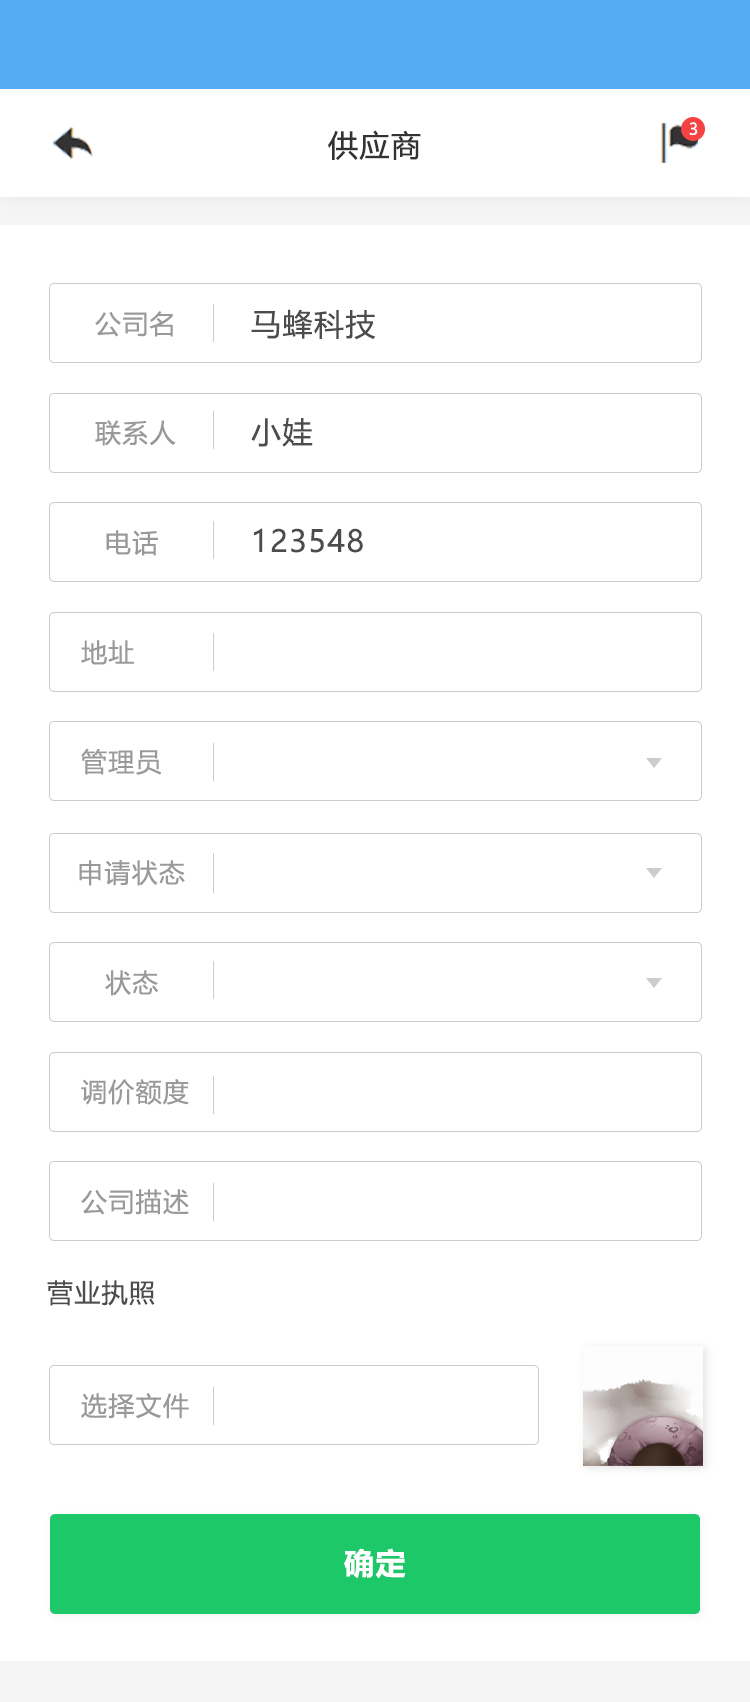 供应商
3
公司名 马蜂科技
联系人 小娃
电话 123548
地址
管理员
申请状态
状态
调价额度
公司描述
营业执照
选择文件
确定